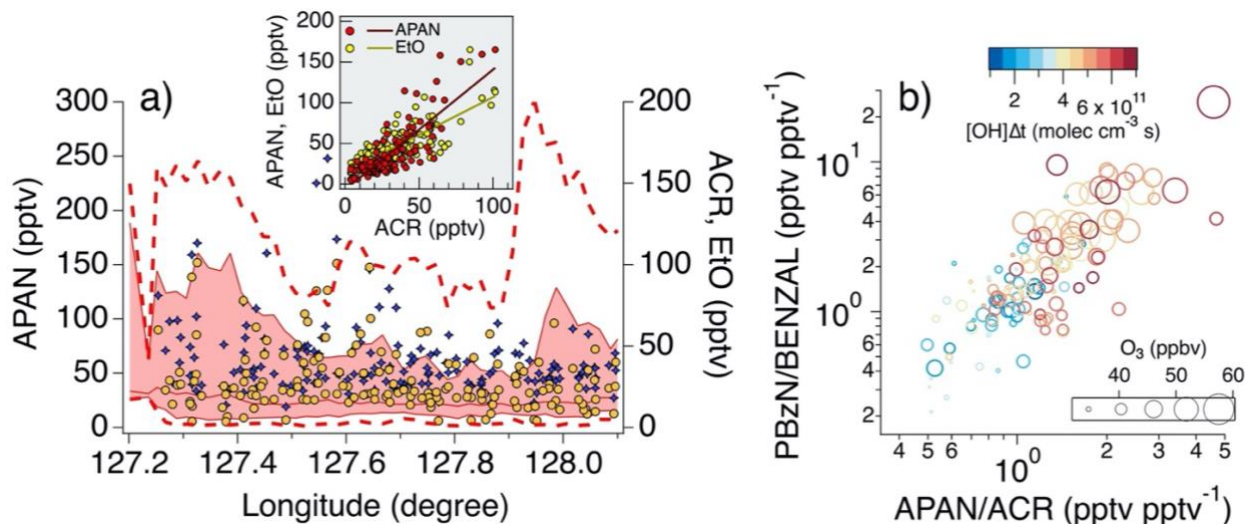 a)
APAN (pptv)
300
250
200
150
100
50
0
127.2 127.4 127.6 127.8 128.0
Longitude (degree)
200
150
100
50
0
ACR, EtO (pptv)
APAN, EtO (pptv)
200
150
100
50
0
APAN
EtO
0 50 100
ACR (pptv)
b)
PBzN/BENZAL (pptv pptv⁻¹)
2
10¹
6
4
2
10⁰
6
4
2
2 4 6 x 10¹¹
[OH]Δt (molec cm⁻³ s)
O₃ (ppbv)
40 50 60
4 5 6 10⁰ 2 3 4 5
APAN/ACR (pptv pptv⁻¹)